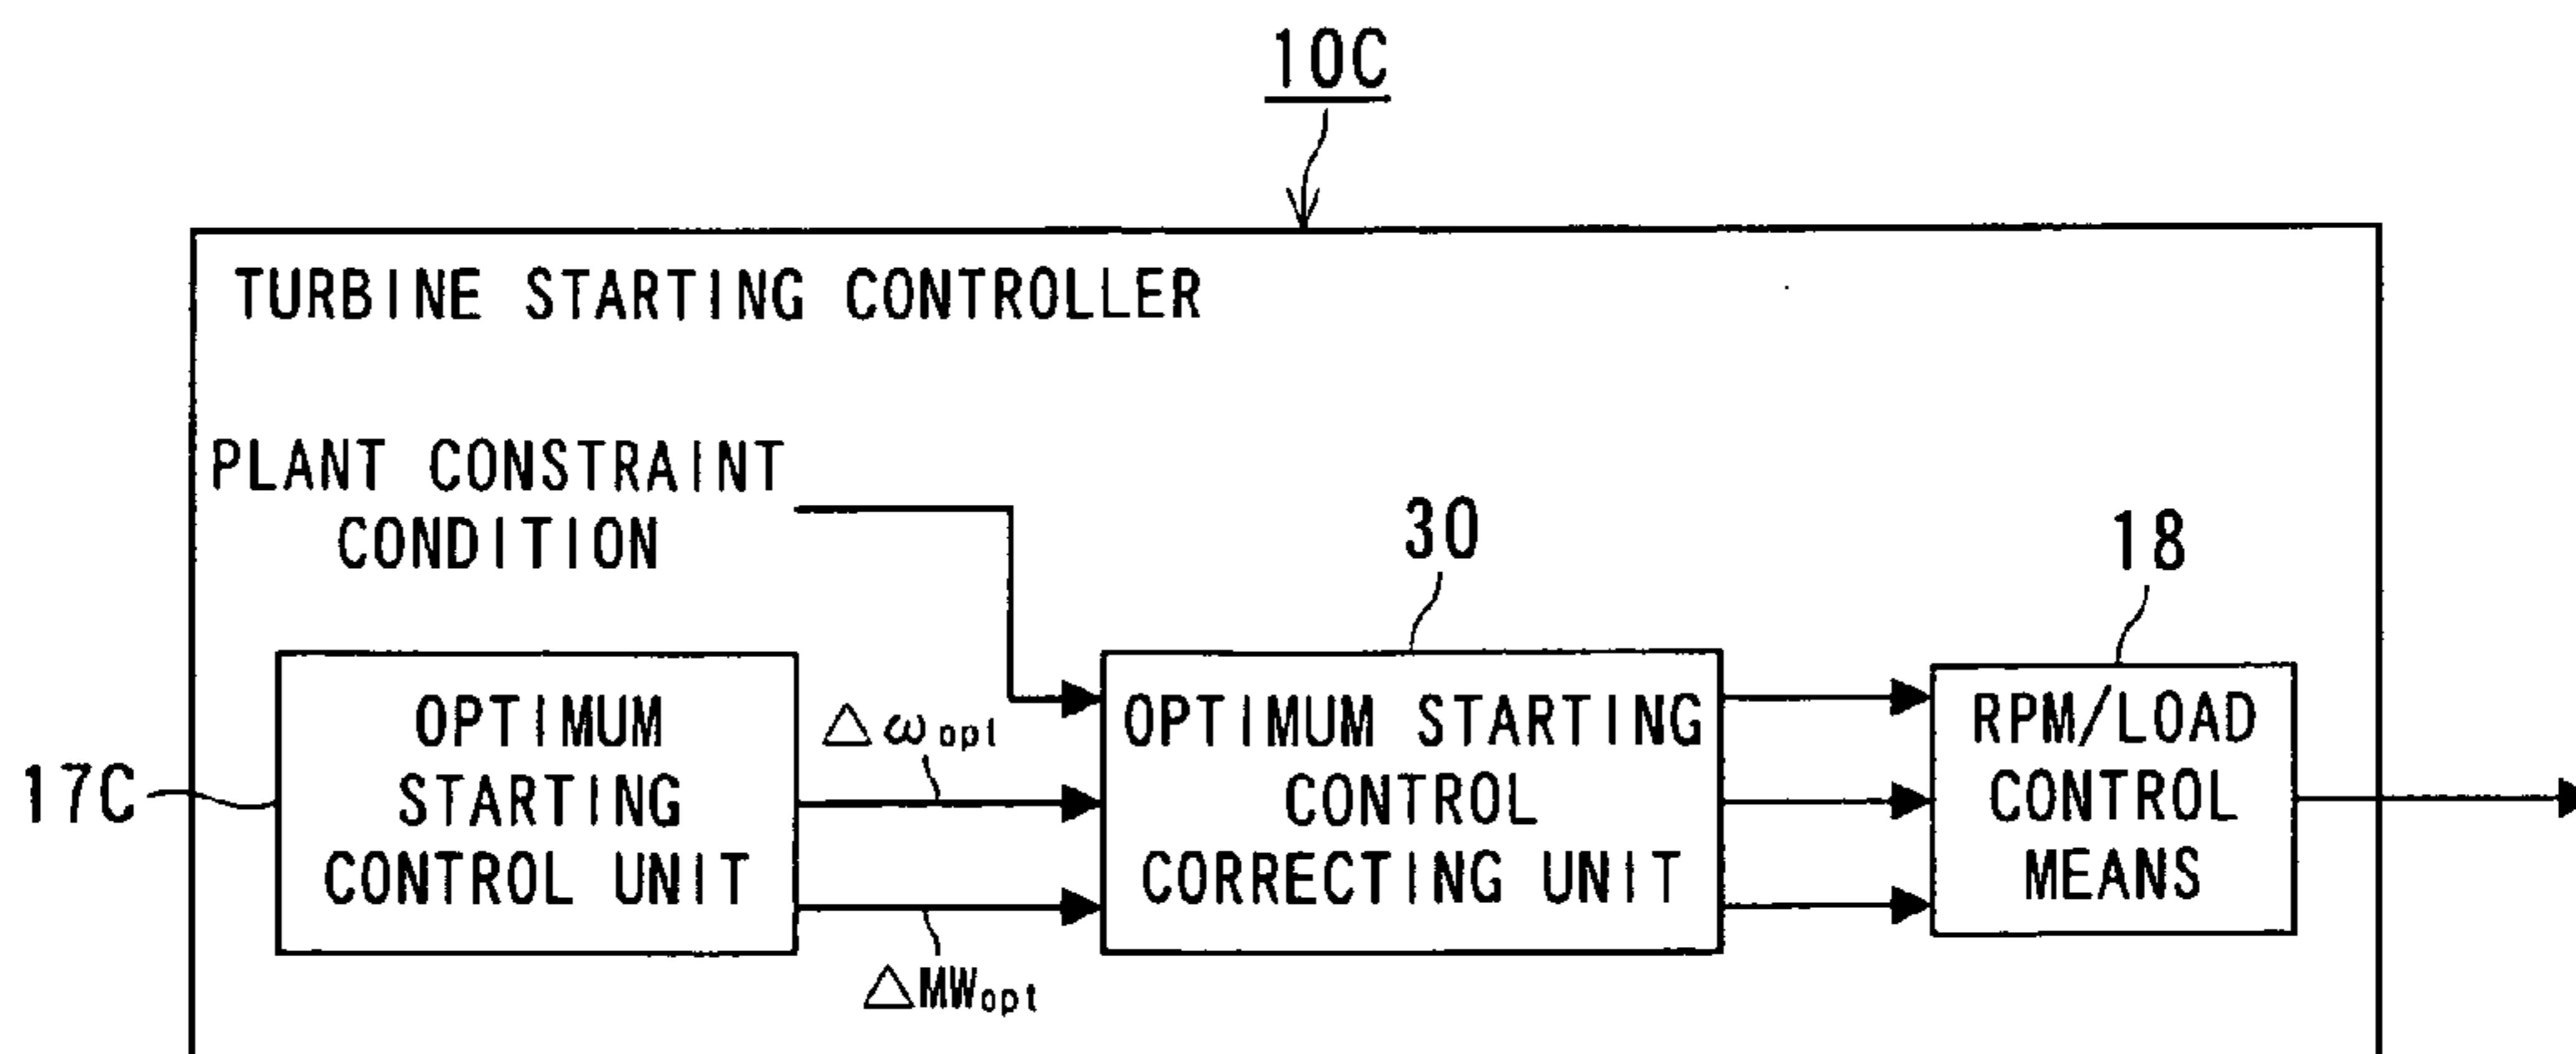 10C
TURBINE STARTING CONTROLLER
PLANT CONSTRAINT
CONDITION
30
18
17C
OPTIMUM
STARTING
CONTROL UNIT
△ωopt
△MWopt
OPTIMUM STARTING
CONTROL
CORRECTING UNIT
RPM/LOAD
CONTROL
MEANS